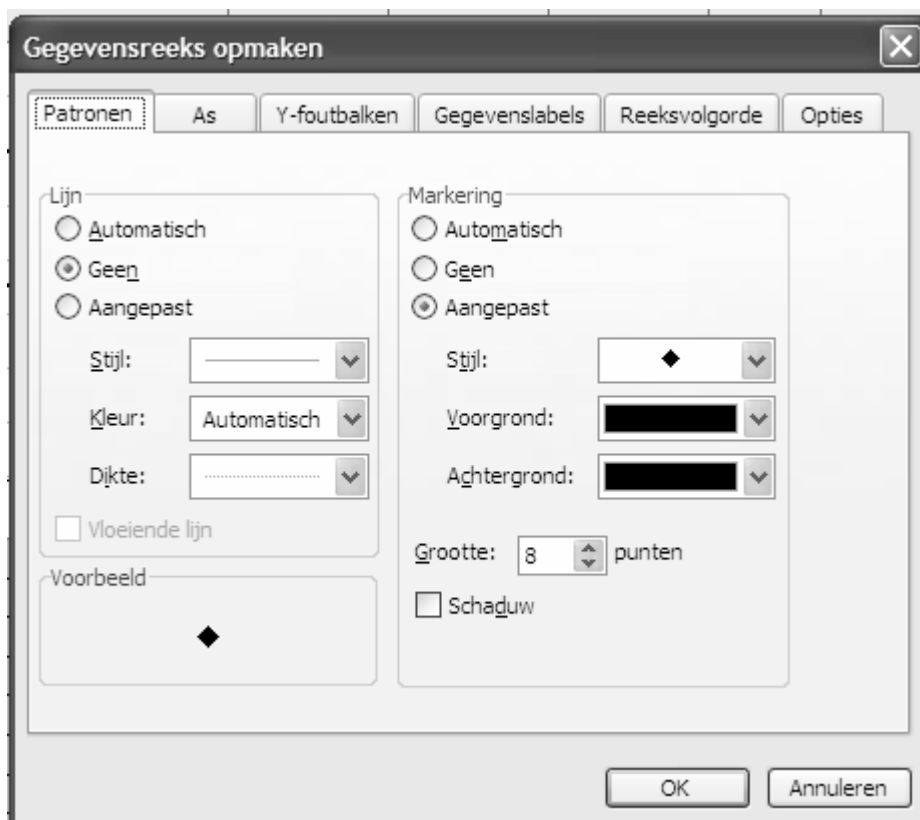 Gegevensreeks opmaken
Patronen As Y-foutbalken Gegevenslabels Reeksvolgorde Opties
Lijn
Automatisch
Geen
Aangepast
Stijl:
Kleur: Automatisch
Dikte:
Vloeiende lijn
Voorbeeld
Markering
Automatisch
Geen
Aangepast
Stijl:
Voorgrond:
Achtergrond:
Grootte: 8 punten
Schaduw
OK Annuleren